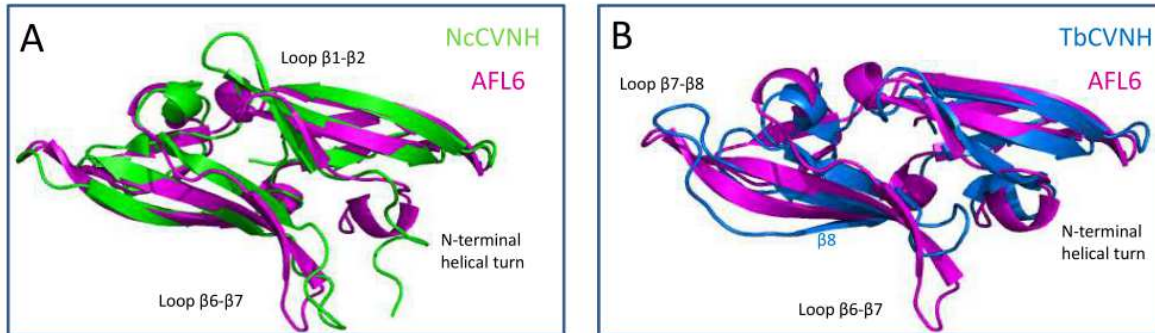 A
NcCVNH
AFL6
Loop β1-β2
N-terminal
helical turn
Loop β6-β7
B
TbCVNH
AFL6
Loop β7-β8
β8
N-terminal
helical turn
Loop β6-β7